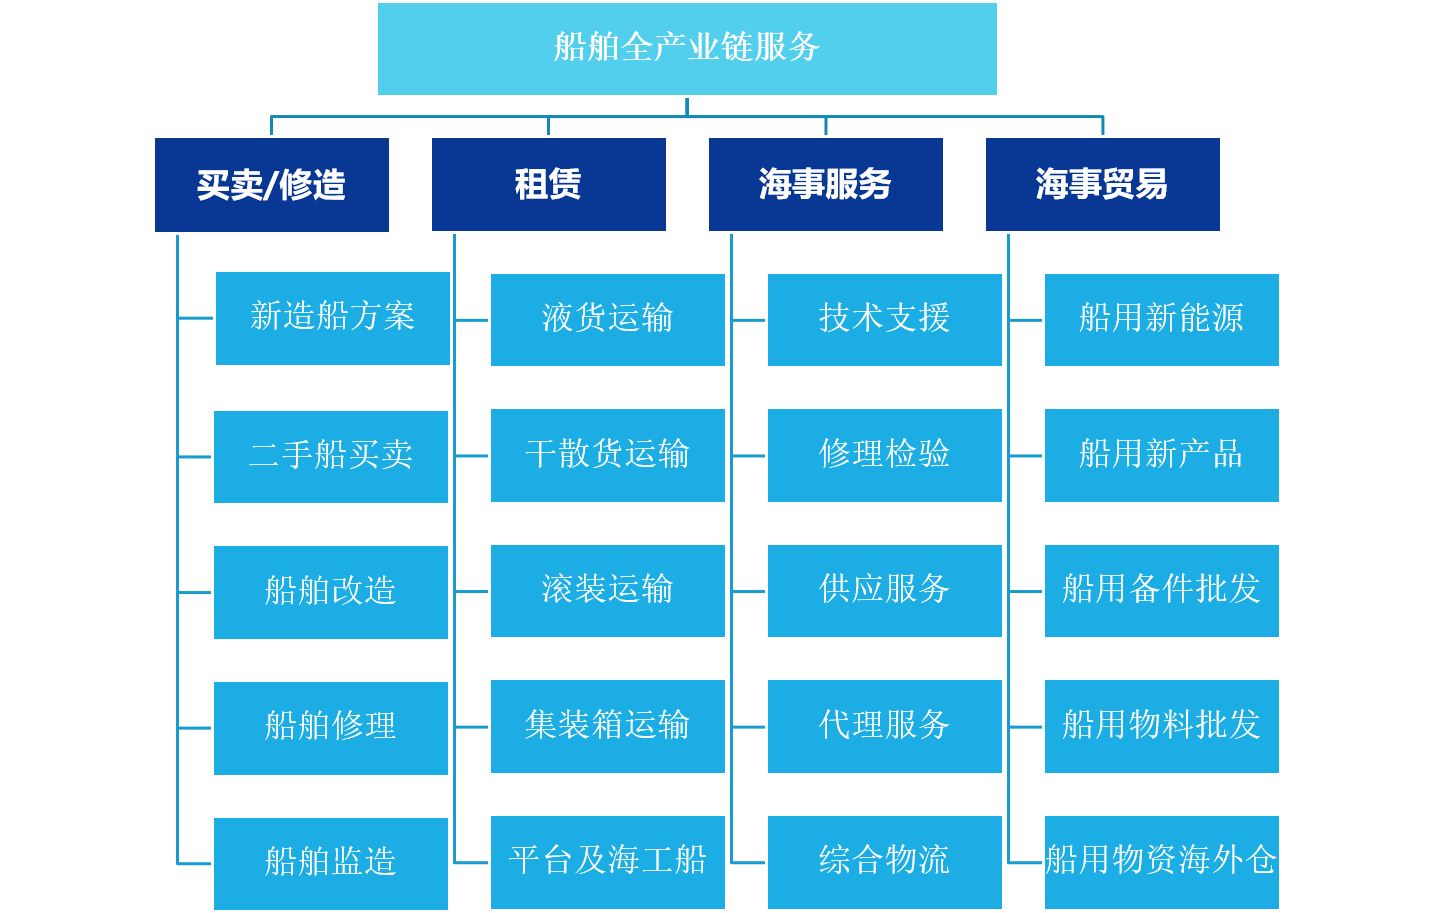 船舶全产业链服务
买卖/修造
新造船方案
二手船买卖
船舶改造
船舶修理
船舶监造
租赁
液货运输
干散货运输
滚装运输
集装箱运输
平台及海工船
海事服务
技术支援
修理检验
供应服务
代理服务
综合物流
海事贸易
船用新能源
船用新产品
船用备件批发
船用物料批发
船用物资海外仓